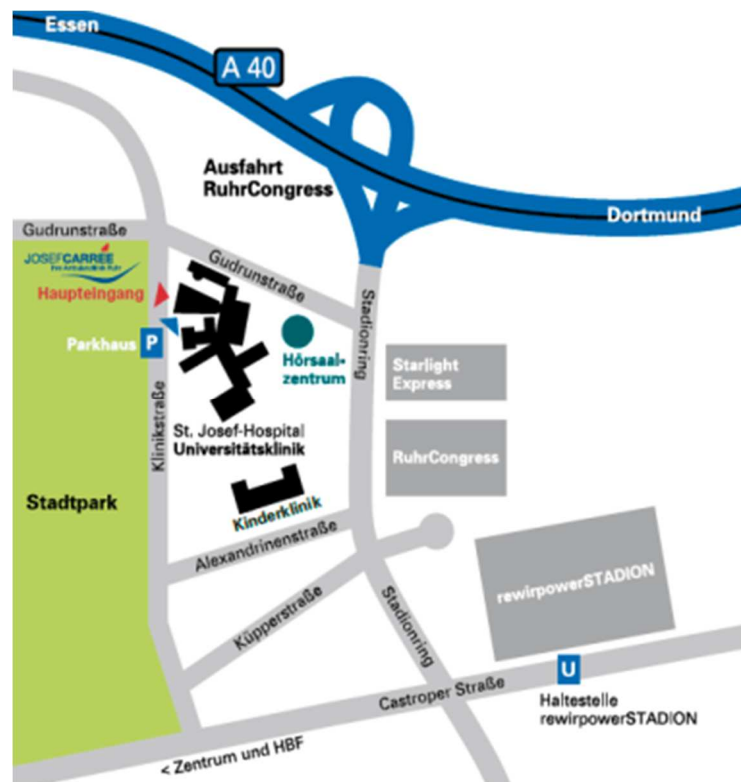 Essen
A 40
Ausfahrt
RuhrCongress
Dortmund
Gudrunstraße
JOSEFCARRÉE
Haupteingang
Gudrunstraße
Parkhaus
P
Hörsaal-
zentrum
Stadionring
Starlight
Express
Klinikstraße
St. Josef-Hospital
Universitätsklinik
RuhrCongress
Stadtpark
Kinderklinik
Alexandrinenstraße
rewirpowerSTADION
Küpperstraße
Stadionring
U
Castroper Straße
Haltestelle
rewirpowerSTADION
< Zentrum und HBF